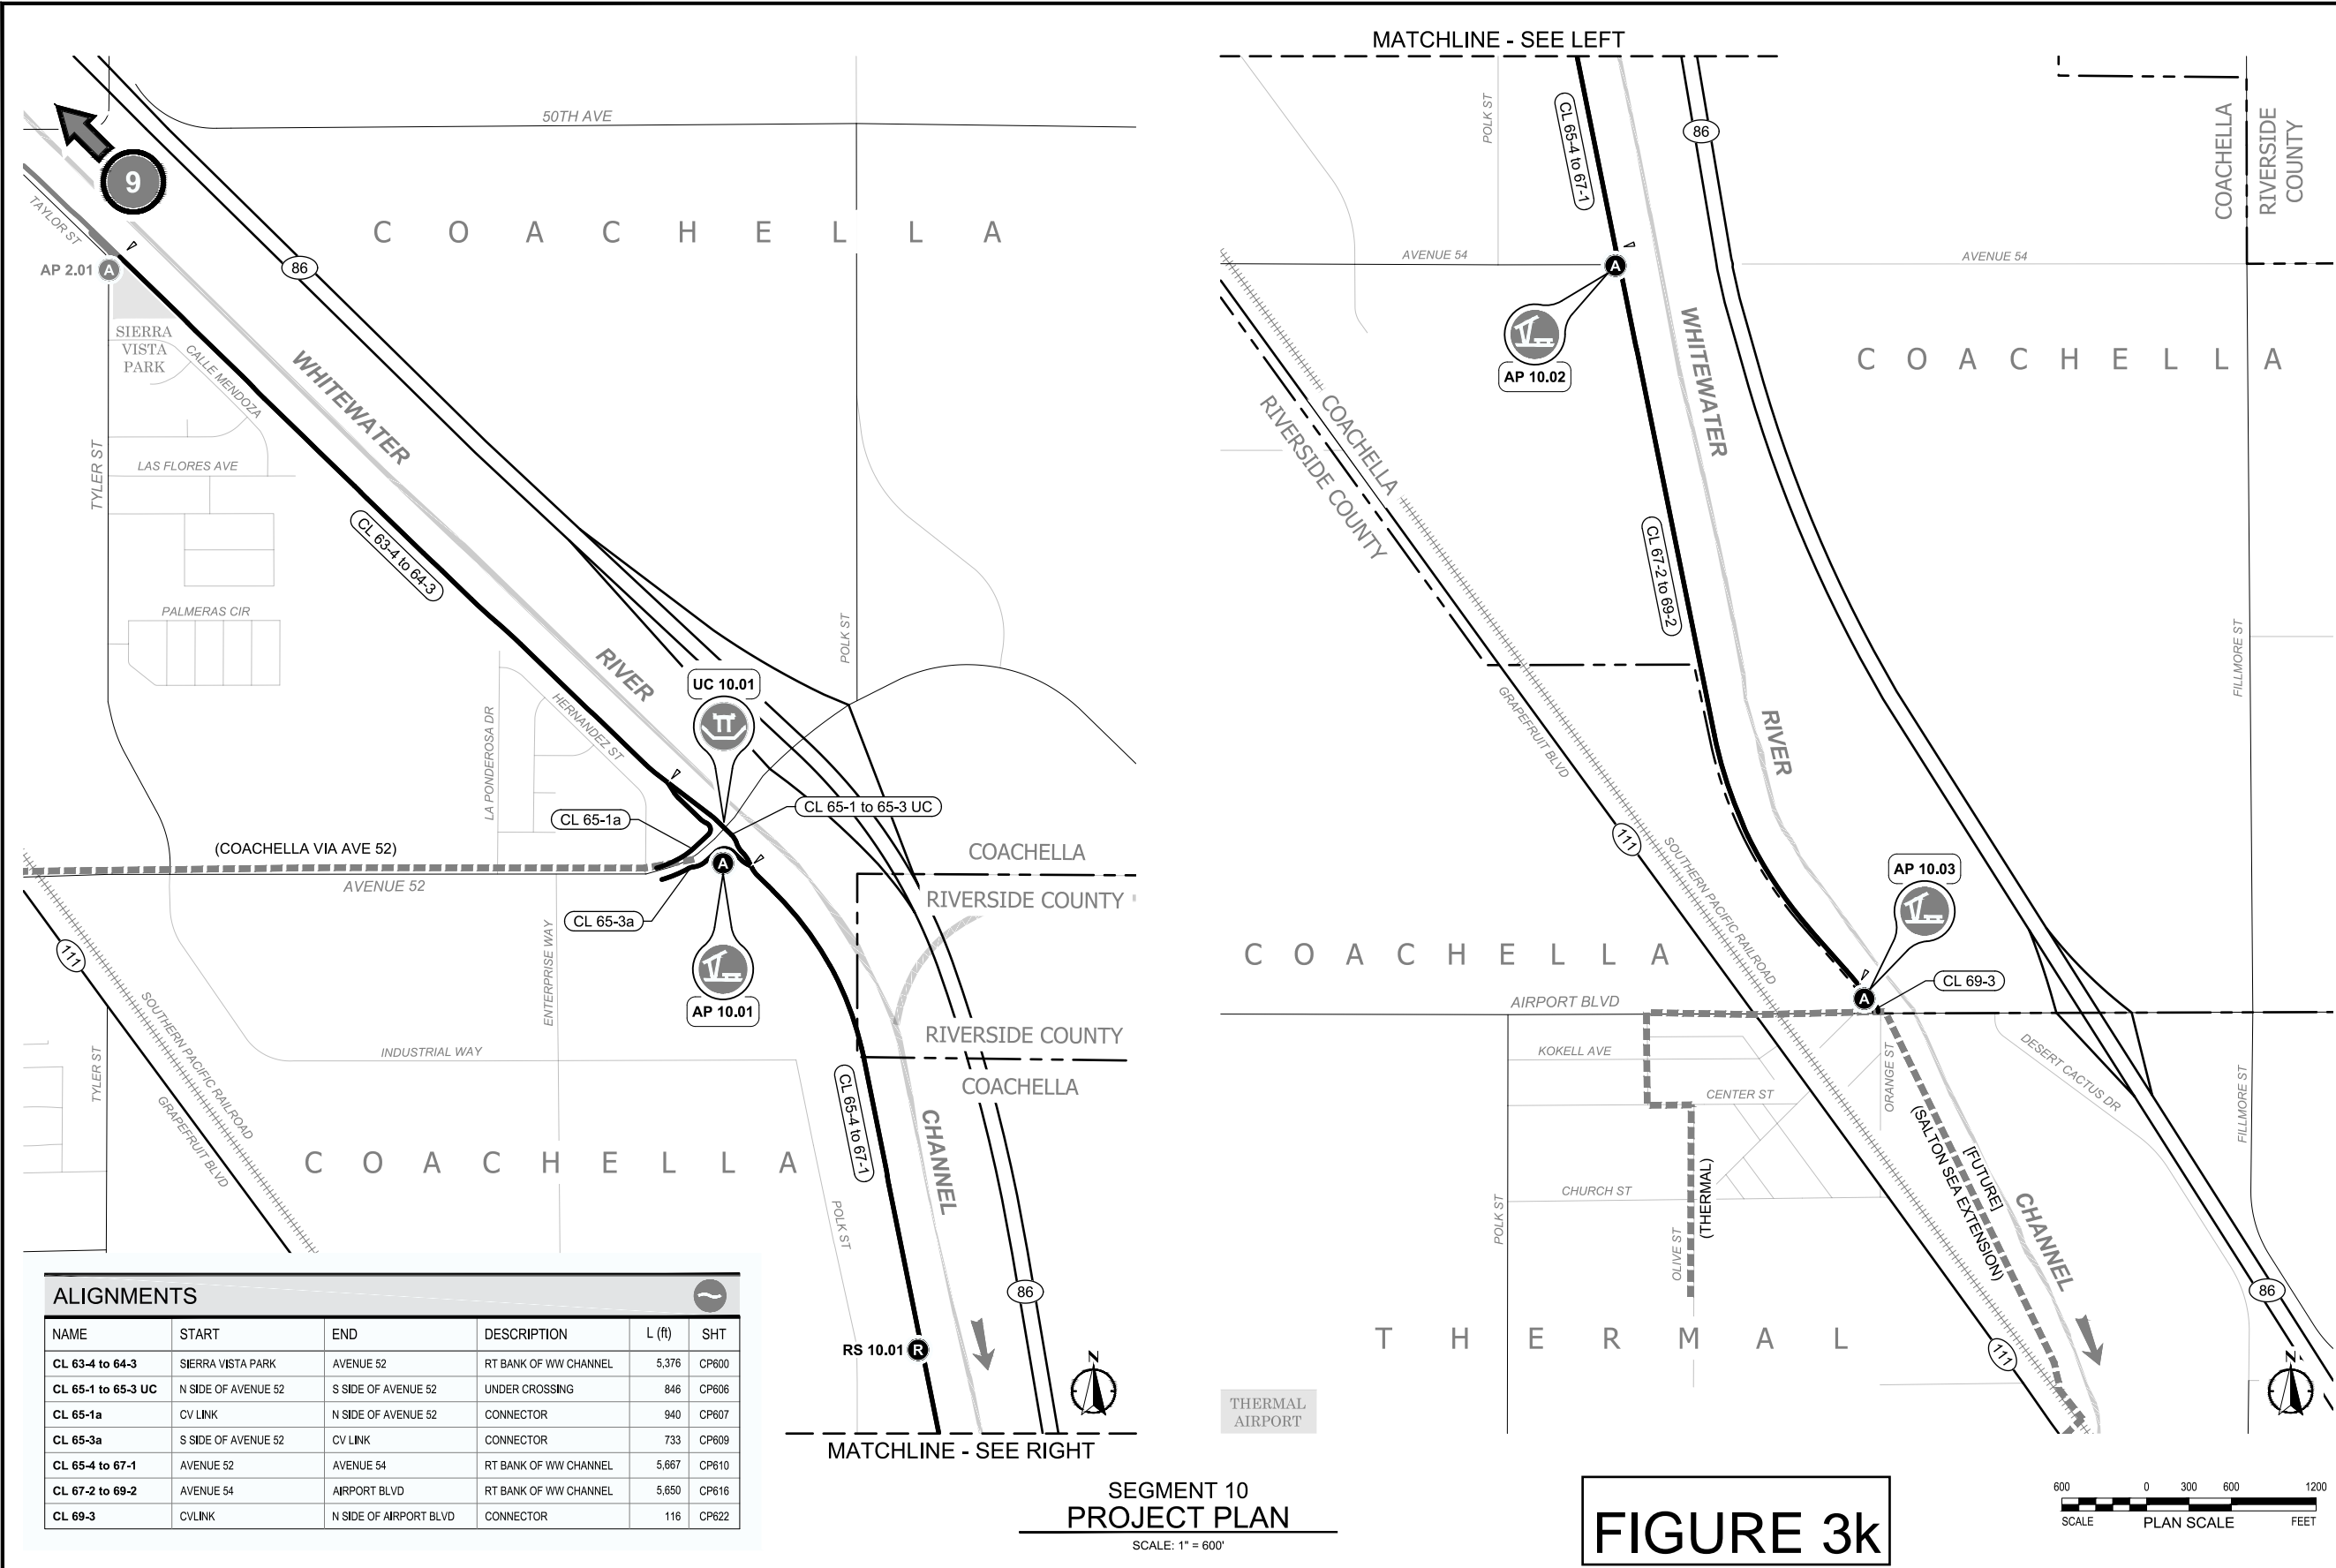 50TH AVE
9
TAYLOR ST
C O A C H E L L A
86
AP 2.01 A
SIERRA
VISTA
PARK
CALLE MENDOZA
WHITEWATER
TYLER ST
LAS FLORES AVE
CL 63-4 to 64-3
PALMERAS CIR
POLK ST
RIVER
UC 10.01
LA PONDEROSA DR
HERNANDEZ ST
CL 65-1 to 65-3 UC
CL 65-1a
(COACHELLA VIA AVE 52)
A
AVENUE 52
COACHELLA
RIVERSIDE COUNTY
CL 65-3a
ENTERPRISE WAY
111
AP 10.01
SOUTHERN PACIFIC RAILROAD
RIVERSIDE COUNTY
INDUSTRIAL WAY
TYLER ST
COACHELLA
CL 65-4 to 67-1
GRAPEFRUIT BLVD
CHANNEL
C O A C H E L L A
POLK ST
86
RS 10.01 R
N
MATCHLINE - SEE RIGHT
ALIGNMENTS
NAME START END DESCRIPTION L (ft) SHT
CL 63-4 to 64-3 SIERRA VISTA PARK AVENUE 52 RT BANK OF WW CHANNEL 5,376 CP600
CL 65-1 to 65-3 UC N SIDE OF AVENUE 52 S SIDE OF AVENUE 52 UNDER CROSSING 846 CP606
CL 65-1a CV LINK N SIDE OF AVENUE 52 CONNECTOR 940 CP607
CL 65-3a S SIDE OF AVENUE 52 CV LINK CONNECTOR 733 CP609
CL 65-4 to 67-1 AVENUE 52 AVENUE 54 RT BANK OF WW CHANNEL 5,667 CP610
CL 67-2 to 69-2 AVENUE 54 AIRPORT BLVD RT BANK OF WW CHANNEL 5,650 CP616
CL 69-3 CVLINK N SIDE OF AIRPORT BLVD CONNECTOR 116 CP622
MATCHLINE - SEE LEFT
POLK ST
CL 65-4 to 67-1
86
COACHELLA
RIVERSIDE
COUNTY
AVENUE 54
A
AVENUE 54
AP 10.02
WHITEWATER
C O A C H E L L A
COACHELLA
RIVERSIDE COUNTY
CL 67-2 to 69-2
FILLMORE ST
GRAPEFRUIT BLVD
RIVER
111
SOUTHERN PACIFIC RAILROAD
AP 10.03
C O A C H E L L A
CL 69-3
A
AIRPORT BLVD
KOKELL AVE
ORANGE ST
DESERT CACTUS DR
CENTER ST
FILLMORE ST
[FUTURE]
(SALTON SEA EXTENSION)
CHURCH ST
(THERMAL)
POLK ST
OLIVE ST
CHANNEL
86
T H E R M A L
111
N
THERMAL
AIRPORT
SEGMENT 10
PROJECT PLAN
SCALE: 1" = 600'
FIGURE 3k
600 0 300 600 1200
SCALE PLAN SCALE FEET